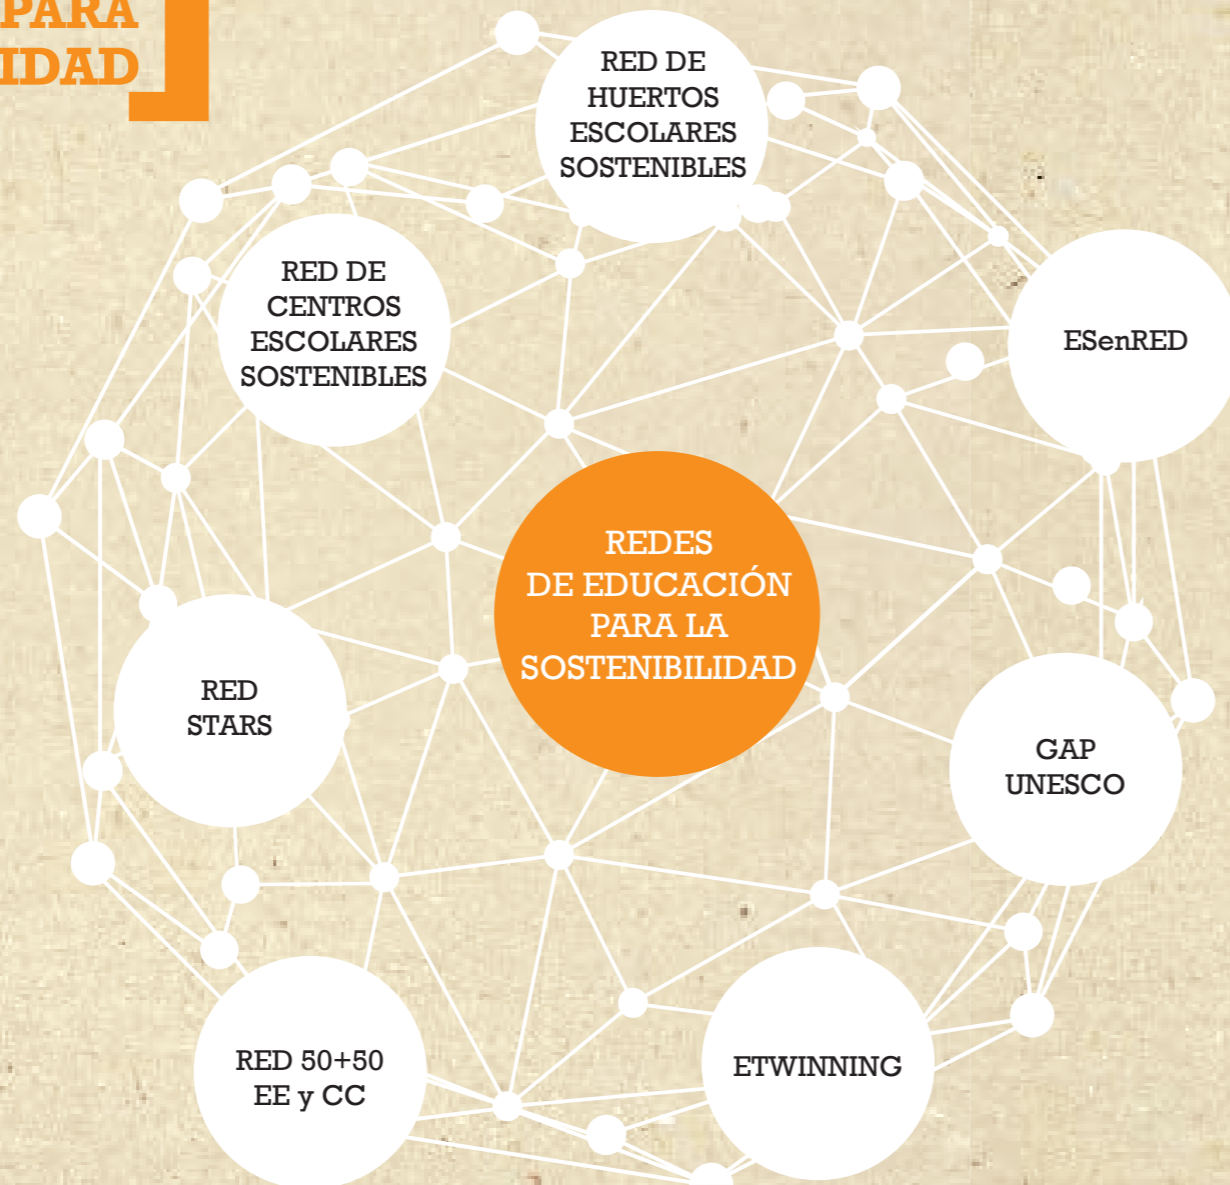 PARA
IDAD
RED DE
HUERTOS
ESCOLARES
SOSTENIBLES
RED DE
CENTROS
ESCOLARES
SOSTENIBLES
ESenRED
REDES
DE EDUCACIÓN
PARA LA
SOSTENIBILIDAD
RED
STARS
GAP
UNESCO
RED 50+50
EE y CC
ETWINNING